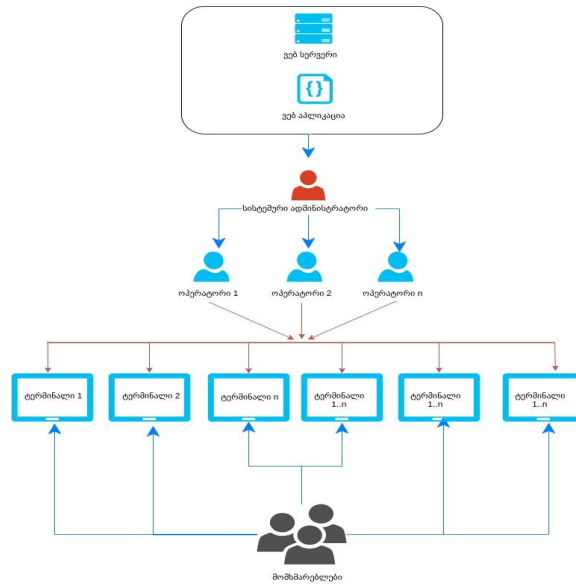 ვებ სერვერი
ვებ აპლიკაცია
სისტემური ადმინისტრატორი
ოპერატორი 1
ოპერატორი 2
ოპერატორი n
ტერმინალი 1
ტერმინალი 2
ტერმინალი n
ტერმინალი
1..n
ტერმინალი
1..n
ტერმინალი
1..n
მომხმარებლები